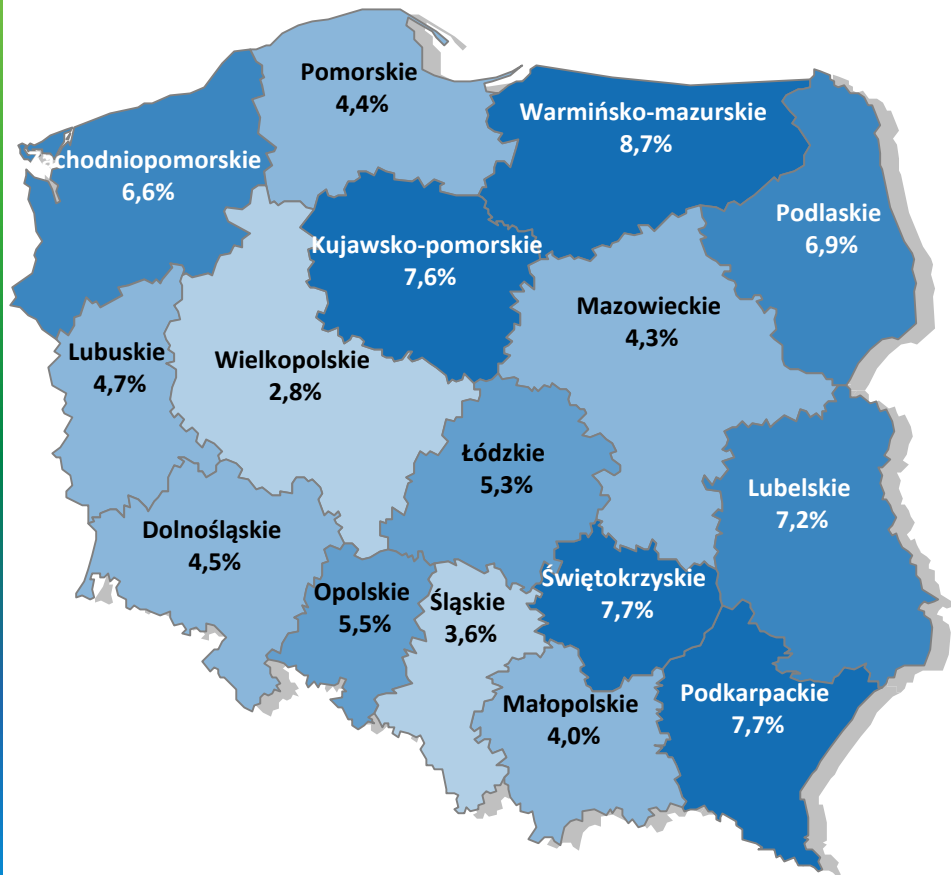 Pomorskie
4,4%
Warmińsko-mazurskie
8,7%
Zachodniopomorskie
6,6%
Podlaskie
6,9%
Kujawsko-pomorskie
7,6%
Mazowieckie
4,3%
Lubuskie
4,7%
Wielkopolskie
2,8%
Łódzkie
5,3%
Lubelskie
7,2%
Dolnośląskie
4,5%
Opolskie
5,5%
Śląskie
3,6%
Świętokrzyskie
7,7%
Małopolskie
4,0%
Podkarpackie
7,7%